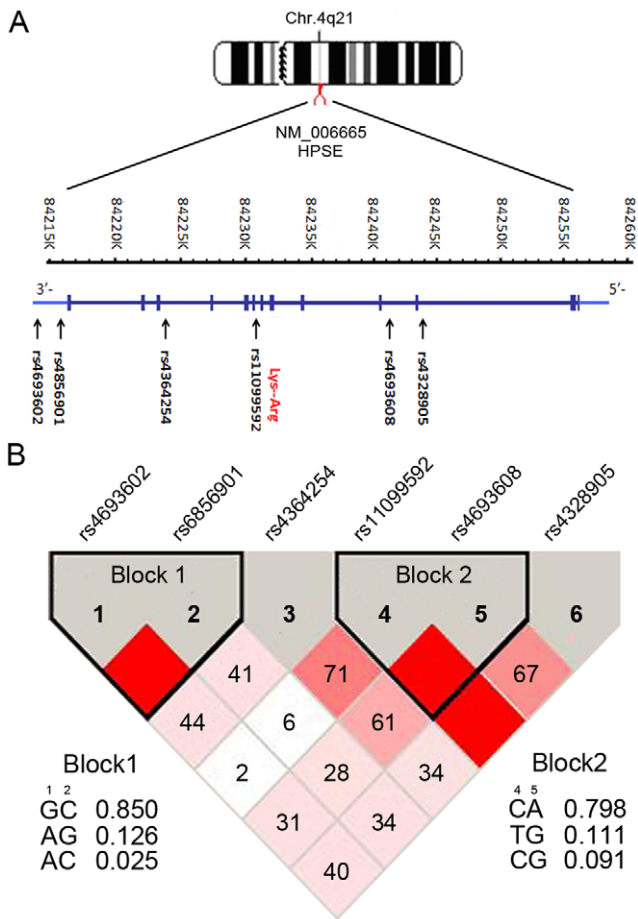 A
Chr.4q21
NM_006665
HPSE
84215K 84220K 84225K 84230K 84235K 84240K 84245K 84250K 84255K 84260K
3'- 5'-
rs4693602 rs4856901 rs4364254 rs11099592 Lys--Arg rs4693608 rs4328905
B
rs4693602 rs6856901 rs4364254 rs11099592 rs4693608 rs4328905
Block 1 Block 2
1 2 3 4 5 6
41 71 67
44 6 61
2 28 34
31 34
40
Block1
1 2
GC 0.850
AG 0.126
AC 0.025
Block2
4 5
CA 0.798
TG 0.111
CG 0.091